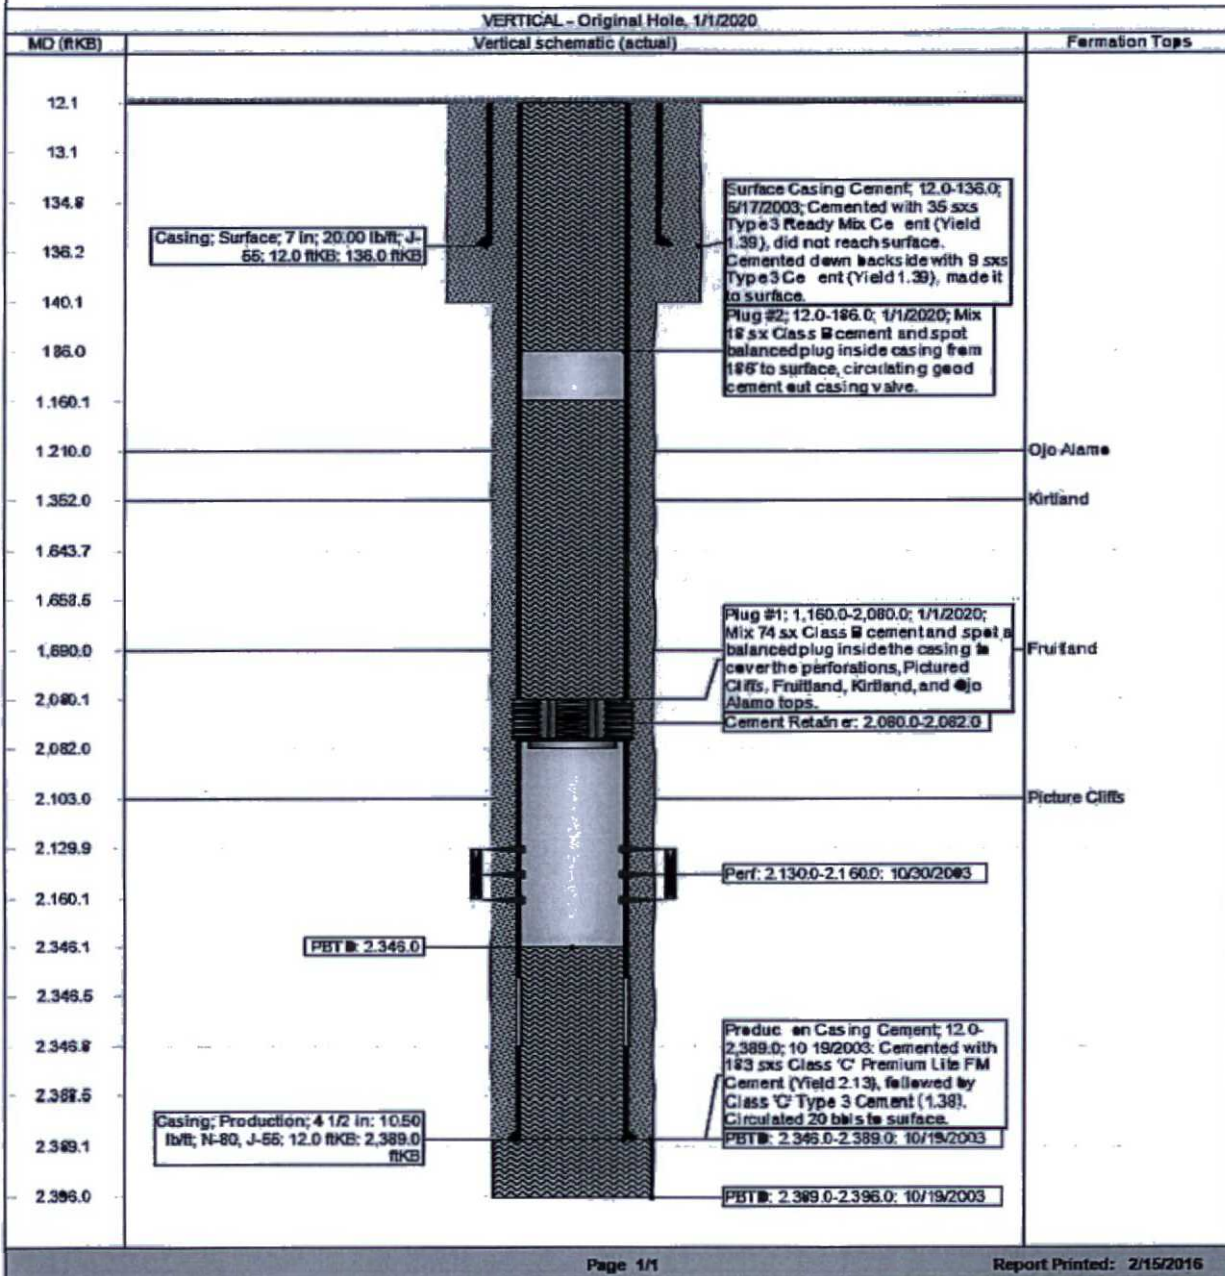 VERTICAL - Original Hole, 1/1/2020
MD (ftKB)
Vertical schematic (actual)
Formation Tops
12.1
13.1
134.8
136.2
140.1
186.0
1,160.1
1,210.0
1,352.0
1,643.7
1,658.5
1,690.0
2,080.1
2,082.0
2,103.0
2,129.9
2,160.1
2,346.1
2,346.5
2,346.8
2,387.5
2,389.1
2,396.0
Casing; Surface; 7 in; 20.00 lb/ft; J-
55; 12.0 ftKB; 136.0 ftKB
Surface Casing Cement; 12.0-136.0;
5/17/2003; Cemented with 35 sxs
Type 3 Ready Mix Ce ent (Yield
1.39), did not reach surface.
Cemented down backside with 9 sxs
Type 3 Ce ent (Yield 1.39), made it
to surface.
Plug #2; 12.0-186.0; 1/1/2020; Mix
18 sx Class B cement and spot
balanced plug inside casing from
186' to surface, circulating good
cement out casing valve.
Ojo Alamo
Kirtland
Plug #1; 1,160.0-2,080.0; 1/1/2020;
Mix 74 sx Class B cement and spot a
balanced plug inside the casing to
cover the perforations, Pictured
Cliffs, Fruitland, Kirtland, and Ojo
Alamo tops.
Fruitland
Cement Retainer; 2,080.0-2,082.0
Picture Cliffs
Perf; 2,130.0-2,160.0; 10/30/2003
PBTD; 2,346.0
Produc on Casing Cement; 12.0-
2,389.0; 10 19/2003; Cemented with
183 sxs Class 'C' Premium Lite FM
Cement (Yield 2.13), followed by
Class 'C' Type 3 Cement (1.38).
Circulated 20 bbls to surface.
Casing; Production; 4 1/2 in; 10.50
lb/ft; N-80, J-55; 12.0 ftKB; 2,389.0
ftKB
PBTD; 2,346.0-2,389.0; 10/19/2003
PBTD; 2,389.0-2,396.0; 10/19/2003
Page 1/1
Report Printed: 2/15/2016